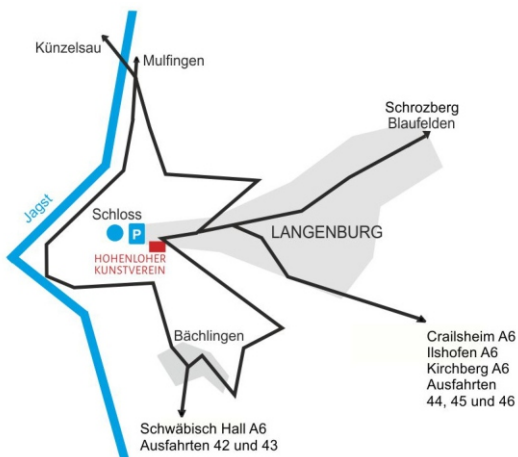 Künzelsau
Mulfingen
Schrozberg
Blaufelden
Jagst
Schloss
P
LANGENBURG
HOHENLOHER
KUNSTVEREIN
Bächlingen
Crailsheim A6
Ilshofen A6
Kirchberg A6
Ausfahrten
44, 45 und 46
Schwäbisch Hall A6
Ausfahrten 42 und 43